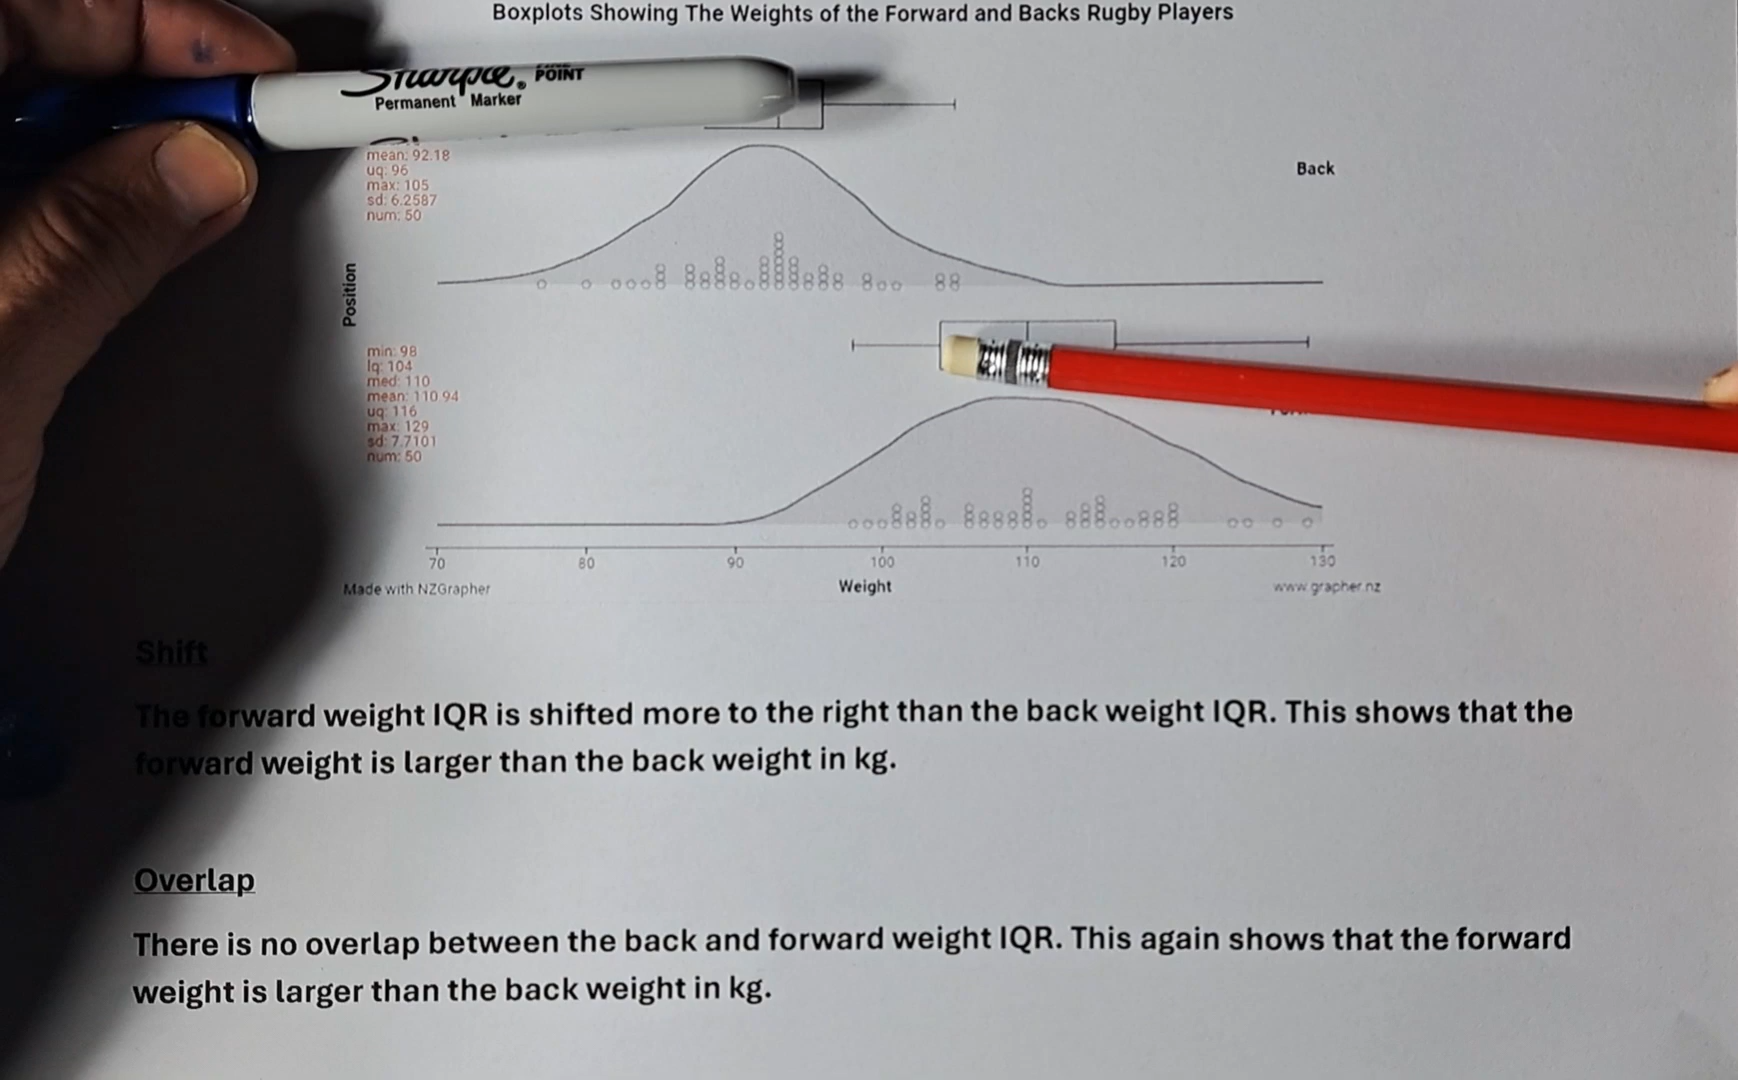 Boxplots Showing The Weights of the Forward and Backs Rugby Players
Sharpie. POINT
Permanent Marker
mean: 92.18
uq: 96
max: 105
sd: 6.2587
num: 50
Back
Position
min: 98
lq: 104
med: 110
mean: 110.94
uq: 116
max: 129
sd: 7.7101
num: 50
70 80 90 100 110 120 130
Made with NZGrapher
Weight
www.grapher.nz
Shift
The forward weight IQR is shifted more to the right than the back weight IQR. This shows that the
forward weight is larger than the back weight in kg.
Overlap
There is no overlap between the back and forward weight IQR. This again shows that the forward
weight is larger than the back weight in kg.